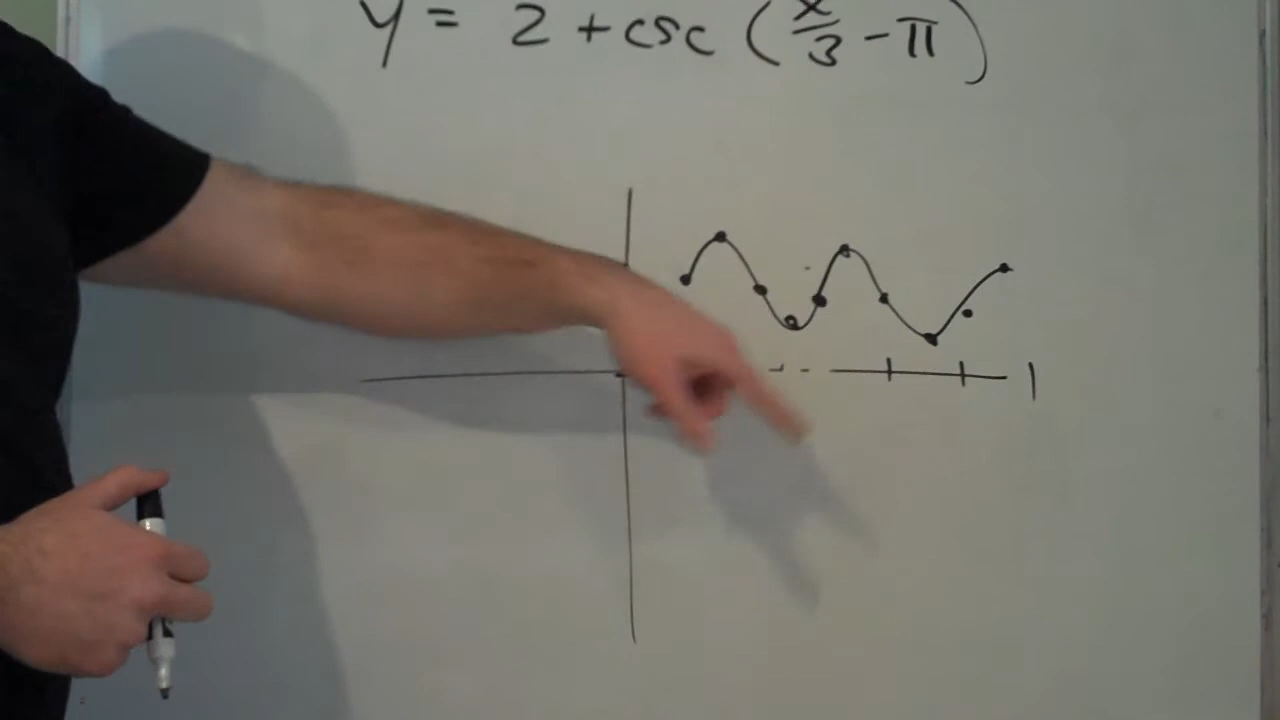 y = 2 + csc (x/3 - π)